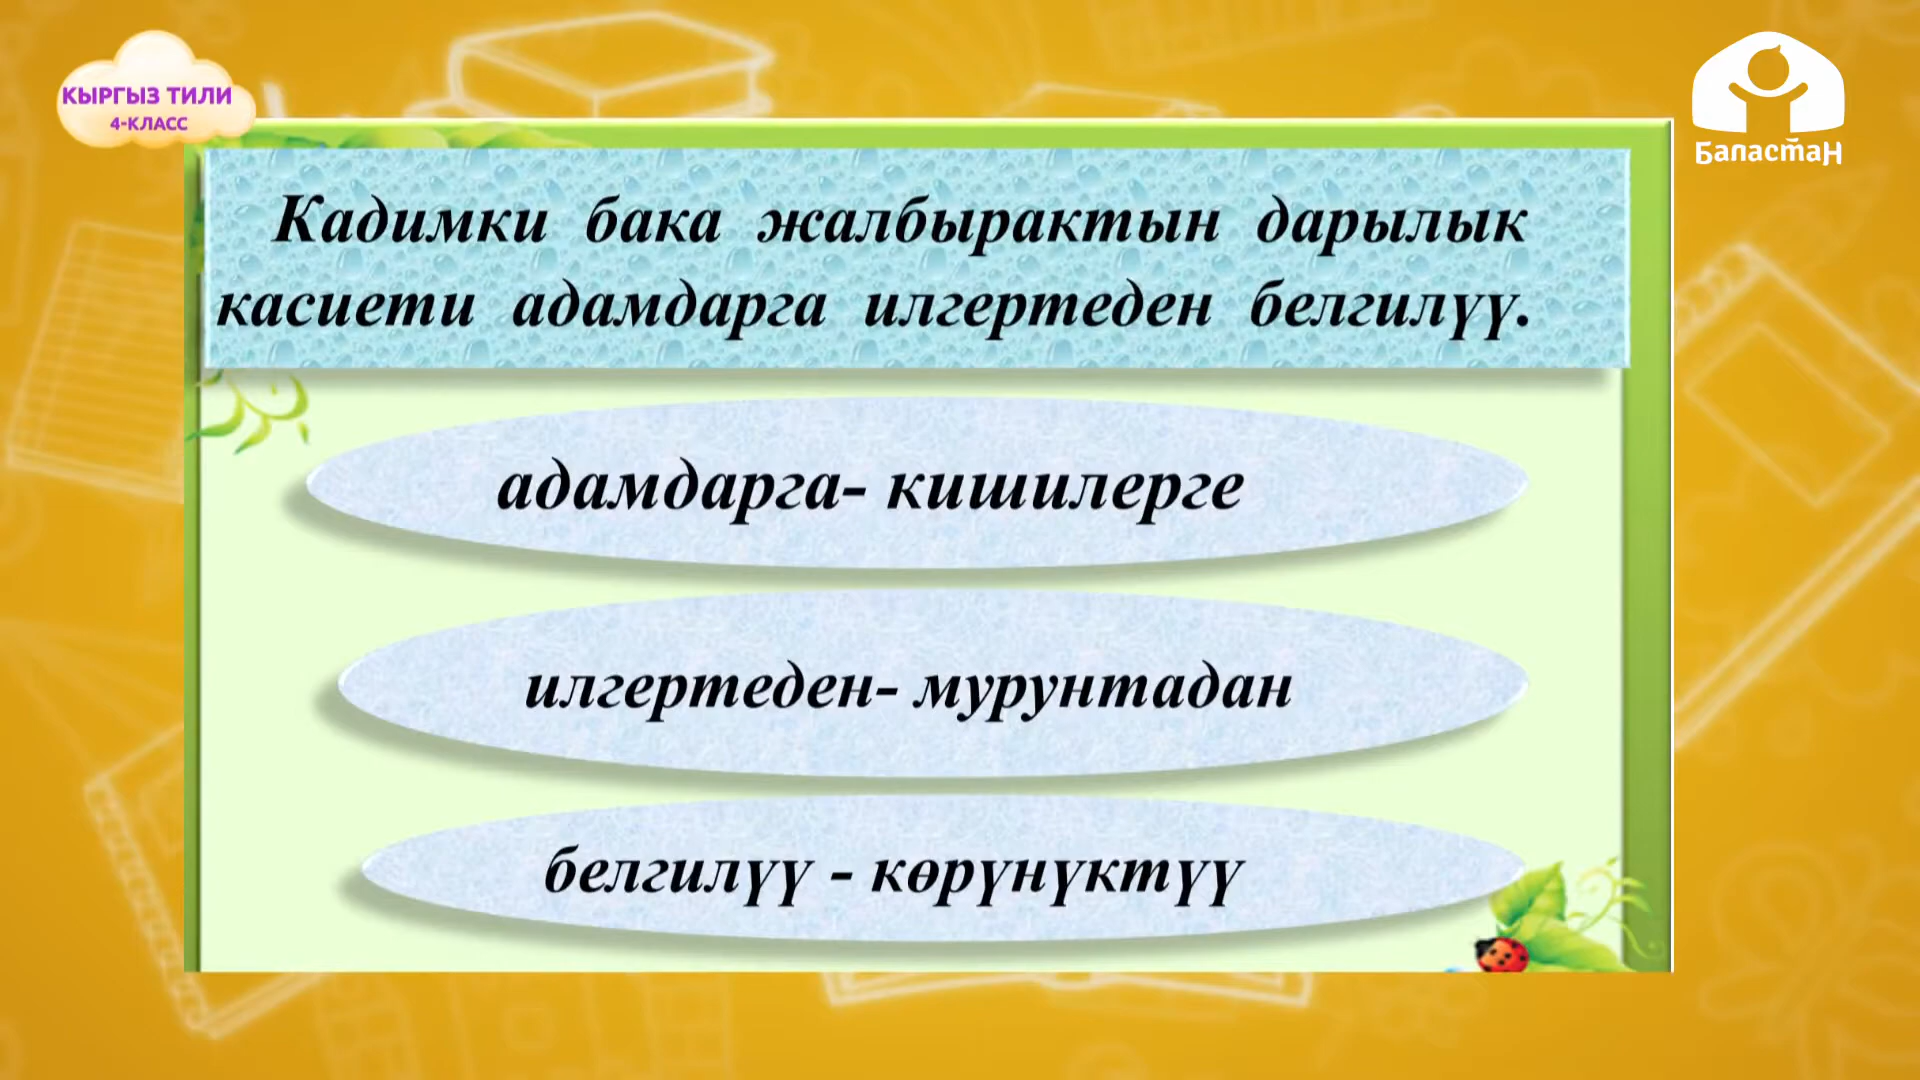 КЫРГЫЗ ТИЛИ
4-КЛАСС
Баластан
Кадимки бака жалбырактын дарылык
касиети адамдарга илгертеден белгилүү.
адамдарга- кишилерге
илгертеден- мурунтадан
белгилүү - көрүнүктүү